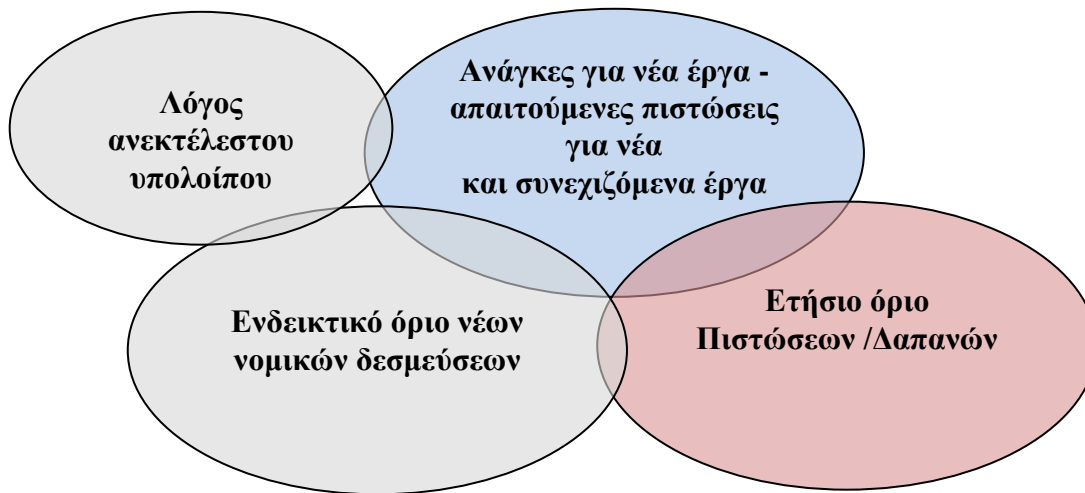 Λόγος
ανεκτέλεστου
υπολοίπου
Ανάγκες για νέα έργα -
απαιτούμενες πιστώσεις
για νέα
και συνεχιζόμενα έργα
Ενδεικτικό όριο νέων
νομικών δεσμεύσεων
Ετήσιο όριο
Πιστώσεων /Δαπανών